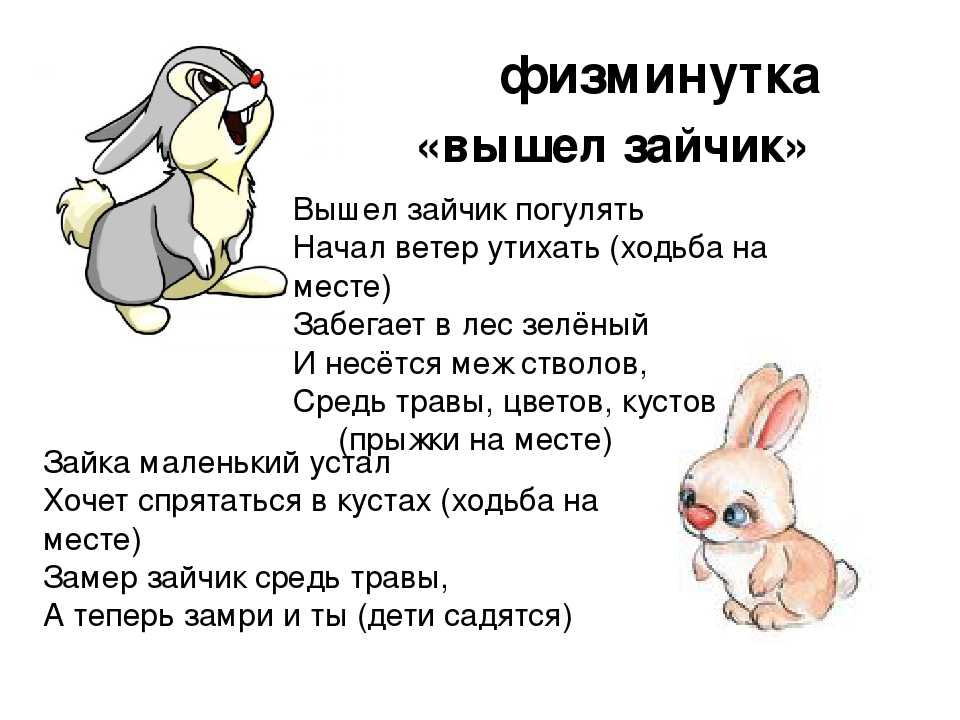 физминутка
«вышел зайчик»
Вышел зайчик погулять
Начал ветер утихать (ходьба на
месте)
Забегает в лес зелёный
И несётся меж стволов,
Средь травы, цветов, кустов
(прыжки на месте)
Зайка маленький устал
Хочет спрятаться в кустах (ходьба на
месте)
Замер зайчик средь травы,
А теперь замри и ты (дети садятся)